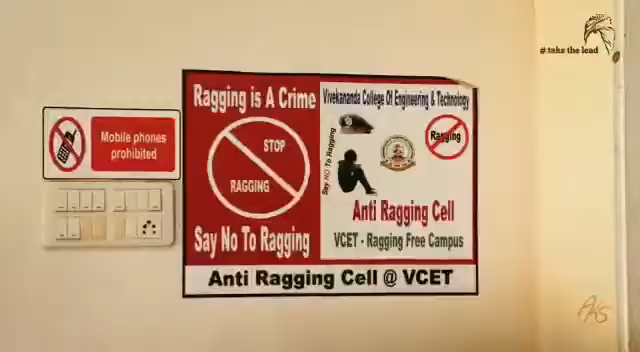 # take the lead
Mobile phones
prohibited
Ragging is A Crime
STOP
RAGGING
Say No To Ragging
Vivekananda College Of Engineering & Technology
Say NO To Ragging
Ragging
Anti Ragging Cell
VCET - Ragging Free Campus
Anti Ragging Cell @ VCET